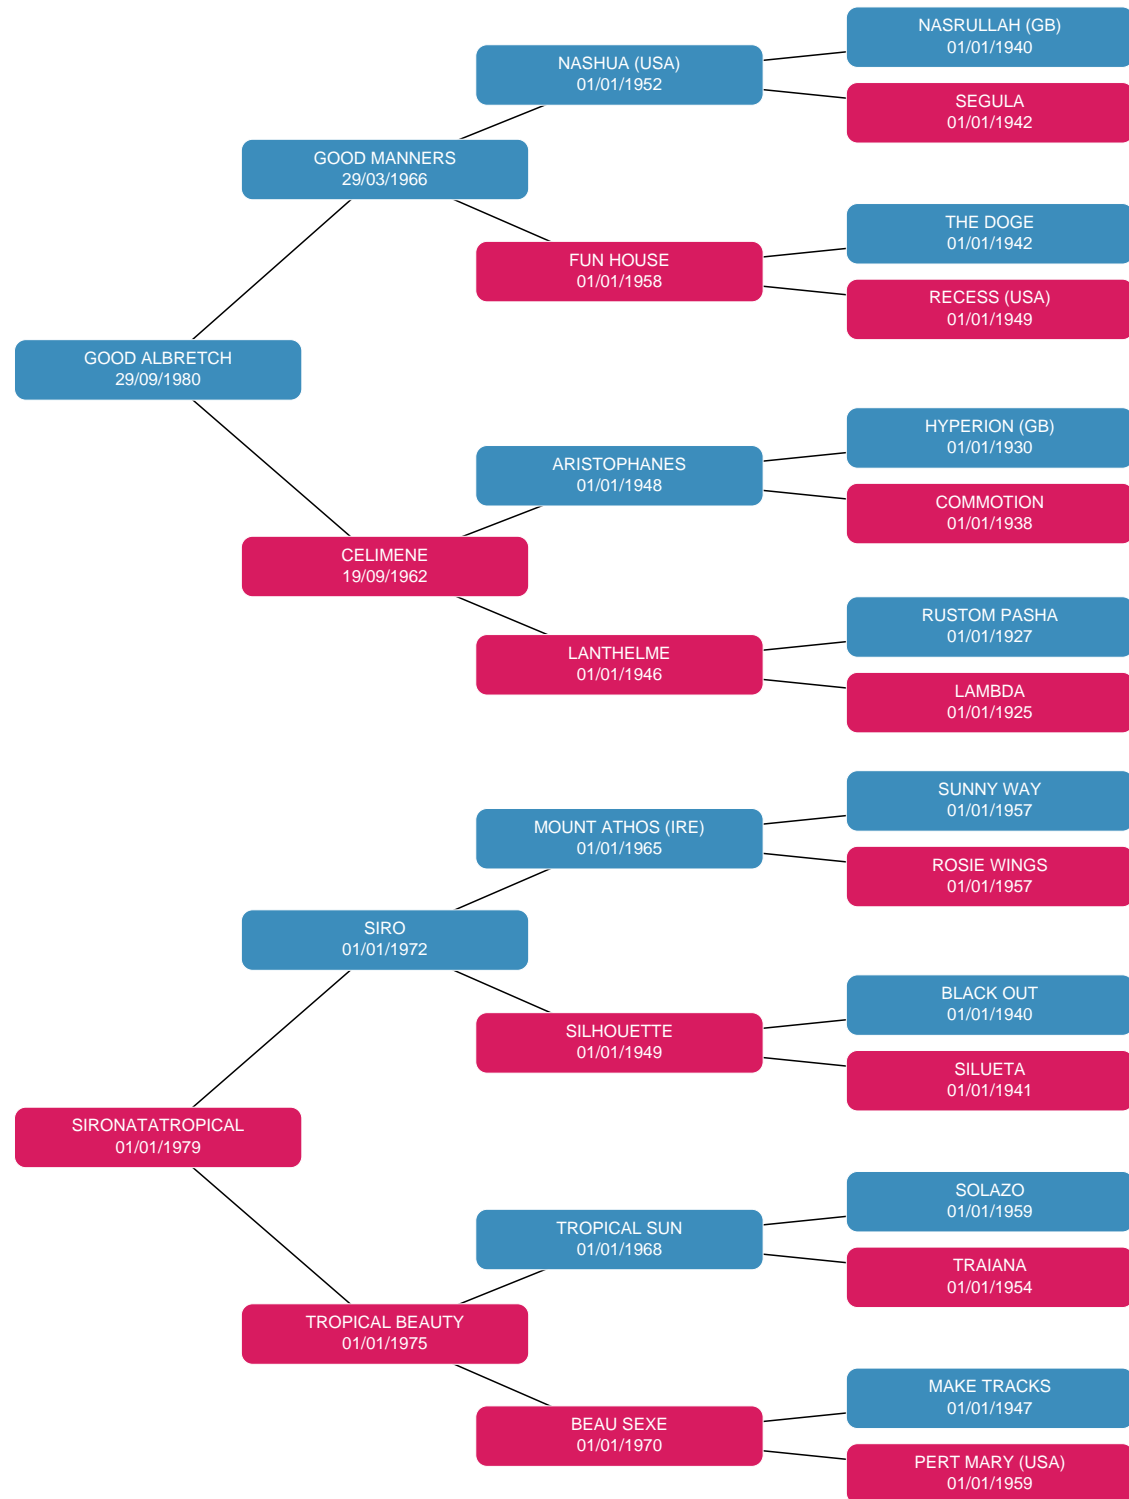 NASRULLAH (GB)
01/01/1940
NASHUA (USA)
01/01/1952
SEGULA
01/01/1942
GOOD MANNERS
29/03/1966
THE DOGE
01/01/1942
FUN HOUSE
01/01/1958
RECESS (USA)
01/01/1949
GOOD ALBRETCH
29/09/1980
HYPERION (GB)
01/01/1930
ARISTOPHANES
01/01/1948
COMMOTION
01/01/1938
CELIMENE
19/09/1962
RUSTOM PASHA
01/01/1927
LANTHELME
01/01/1946
LAMBDA
01/01/1925
SUNNY WAY
01/01/1957
MOUNT ATHOS (IRE)
01/01/1965
ROSIE WINGS
01/01/1957
SIRO
01/01/1972
BLACK OUT
01/01/1940
SILHOUETTE
01/01/1949
SILUETA
01/01/1941
SIRONATATROPICAL
01/01/1979
SOLAZO
01/01/1959
TROPICAL SUN
01/01/1968
TRAIANA
01/01/1954
TROPICAL BEAUTY
01/01/1975
MAKE TRACKS
01/01/1947
BEAU SEXE
01/01/1970
PERT MARY (USA)
01/01/1959